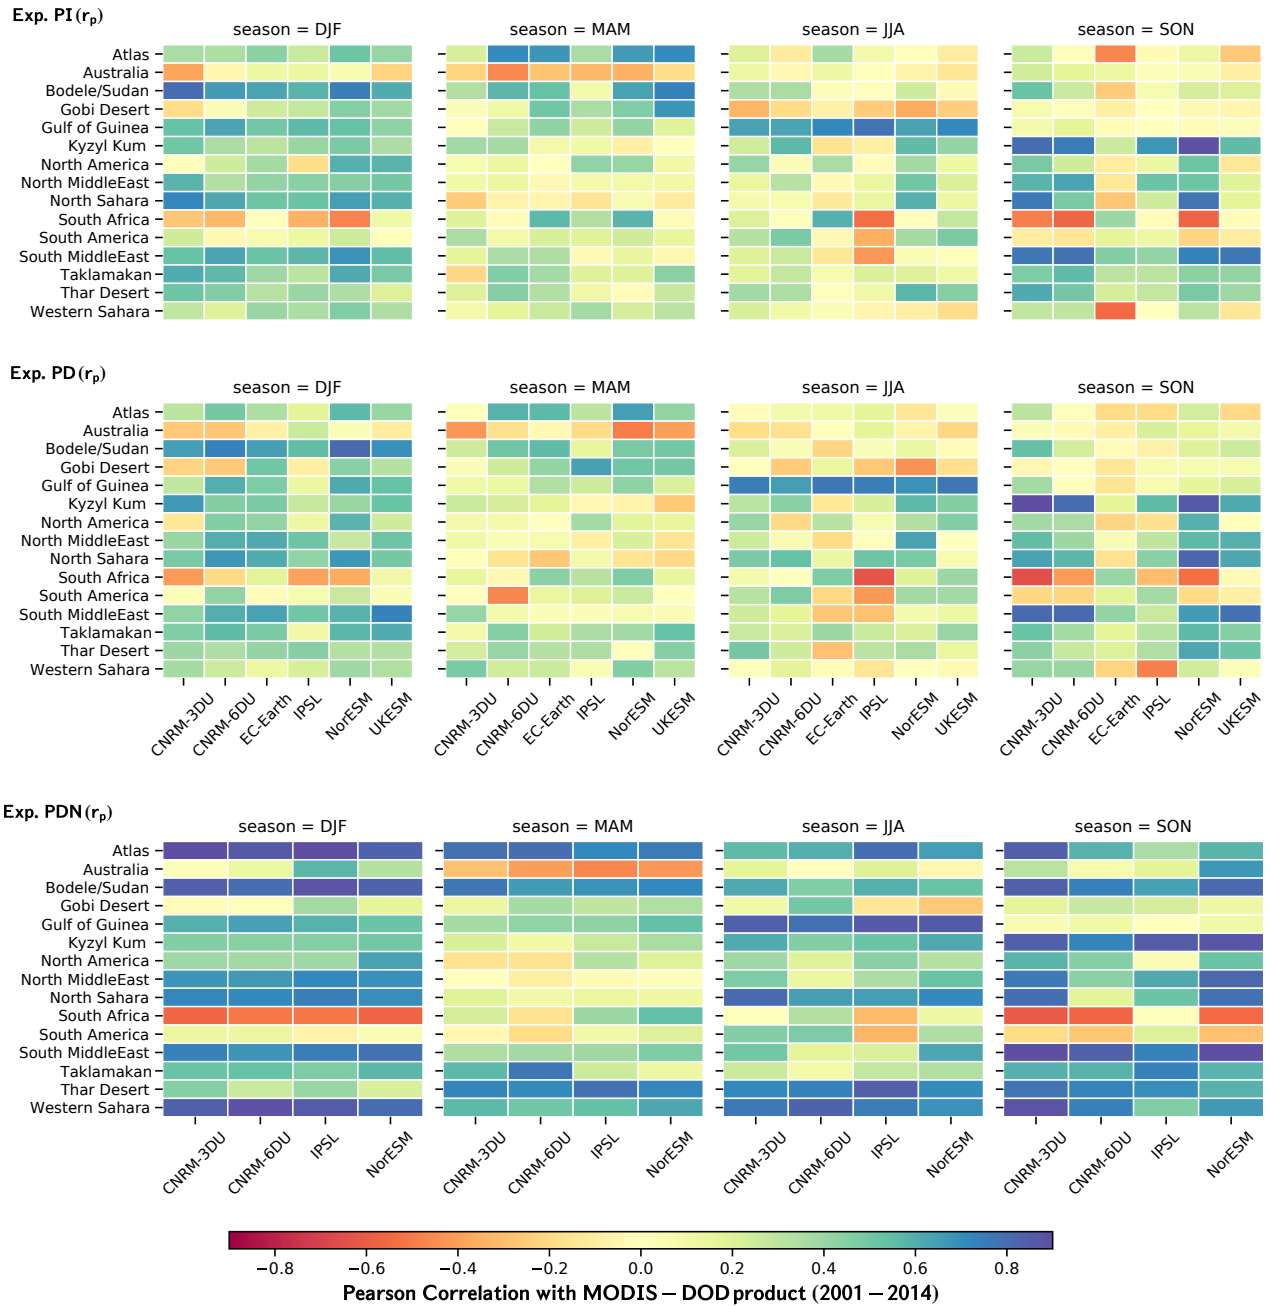 Exp. PI (rp)
season = DJF season = MAM season = JJA season = SON
Atlas
Australia
Bodele/Sudan
Gobi Desert
Gulf of Guinea
Kyzyl Kum
North America
North MiddleEast
North Sahara
South Africa
South America
South MiddleEast
Taklamakan
Thar Desert
Western Sahara
Exp. PD (rp)
season = DJF season = MAM season = JJA season = SON
Atlas
Australia
Bodele/Sudan
Gobi Desert
Gulf of Guinea
Kyzyl Kum
North America
North MiddleEast
North Sahara
South Africa
South America
South MiddleEast
Taklamakan
Thar Desert
Western Sahara
CNRM-3DU CNRM-6DU EC-Earth IPSL NorESM UKESM CNRM-3DU CNRM-6DU EC-Earth IPSL NorESM UKESM CNRM-3DU CNRM-6DU EC-Earth IPSL NorESM UKESM CNRM-3DU CNRM-6DU EC-Earth IPSL NorESM UKESM
Exp. PDN (rp)
season = DJF season = MAM season = JJA season = SON
Atlas
Australia
Bodele/Sudan
Gobi Desert
Gulf of Guinea
Kyzyl Kum
North America
North MiddleEast
North Sahara
South Africa
South America
South MiddleEast
Taklamakan
Thar Desert
Western Sahara
CNRM-3DU CNRM-6DU IPSL NorESM CNRM-3DU CNRM-6DU IPSL NorESM CNRM-3DU CNRM-6DU IPSL NorESM CNRM-3DU CNRM-6DU IPSL NorESM
−0.8 −0.6 −0.4 −0.2 0.0 0.2 0.4 0.6 0.8
Pearson Correlation with MODIS − DOD product (2001 − 2014)